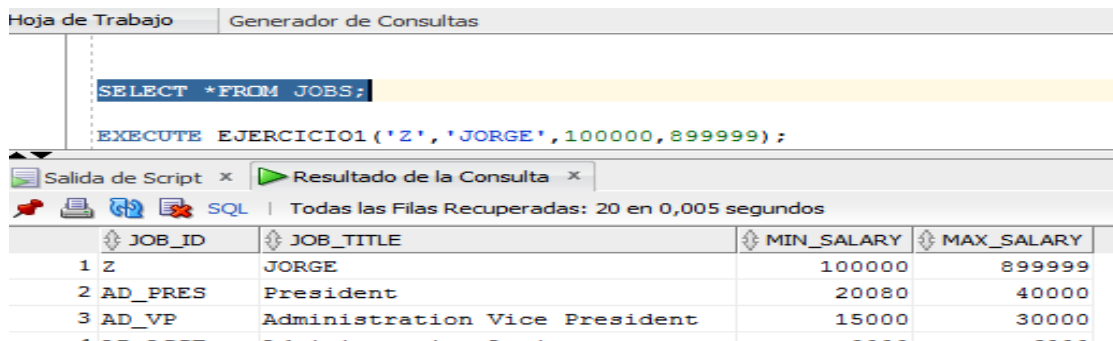 Hoja de Trabajo Generador de Consultas
SELECT *FROM JOBS;
EXECUTE EJERCICIO1('Z','JORGE',100000,899999);
Salida de Script × Resultado de la Consulta ×
SQL | Todas las Filas Recuperadas: 20 en 0,005 segundos
JOB_ID JOB_TITLE MIN_SALARY MAX_SALARY
1 Z JORGE 100000 899999
2 AD_PRES President 20080 40000
3 AD_VP Administration Vice President 15000 30000